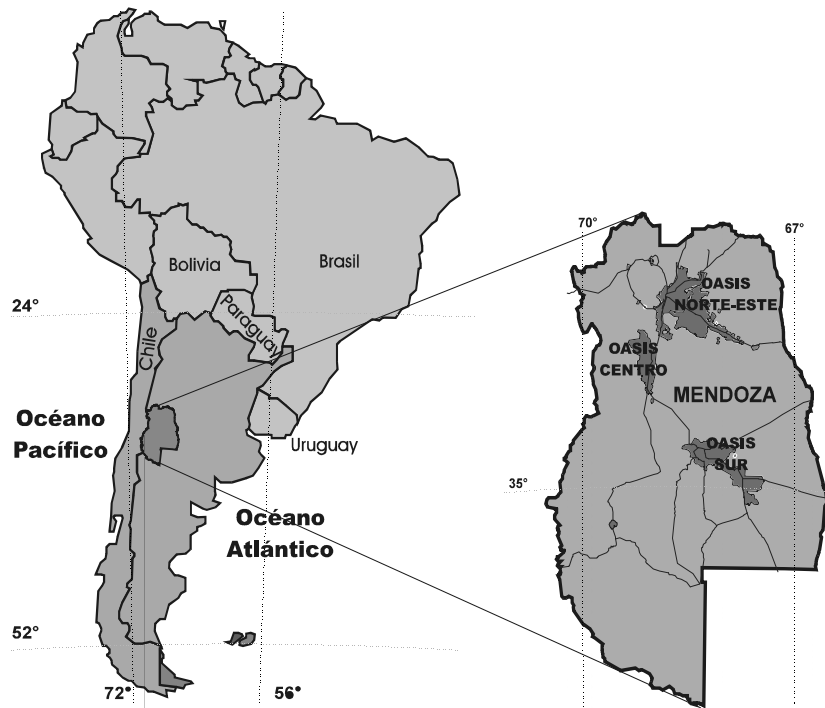 Bolivia
Brasil
24°
Paraguay
Chile
Océano
Pacífico
Uruguay
Océano
Atlántico
52°
72°
56°
70°
67°
OASIS
NORTE-ESTE
OASIS
CENTRO
MENDOZA
OASIS
SUR
35°